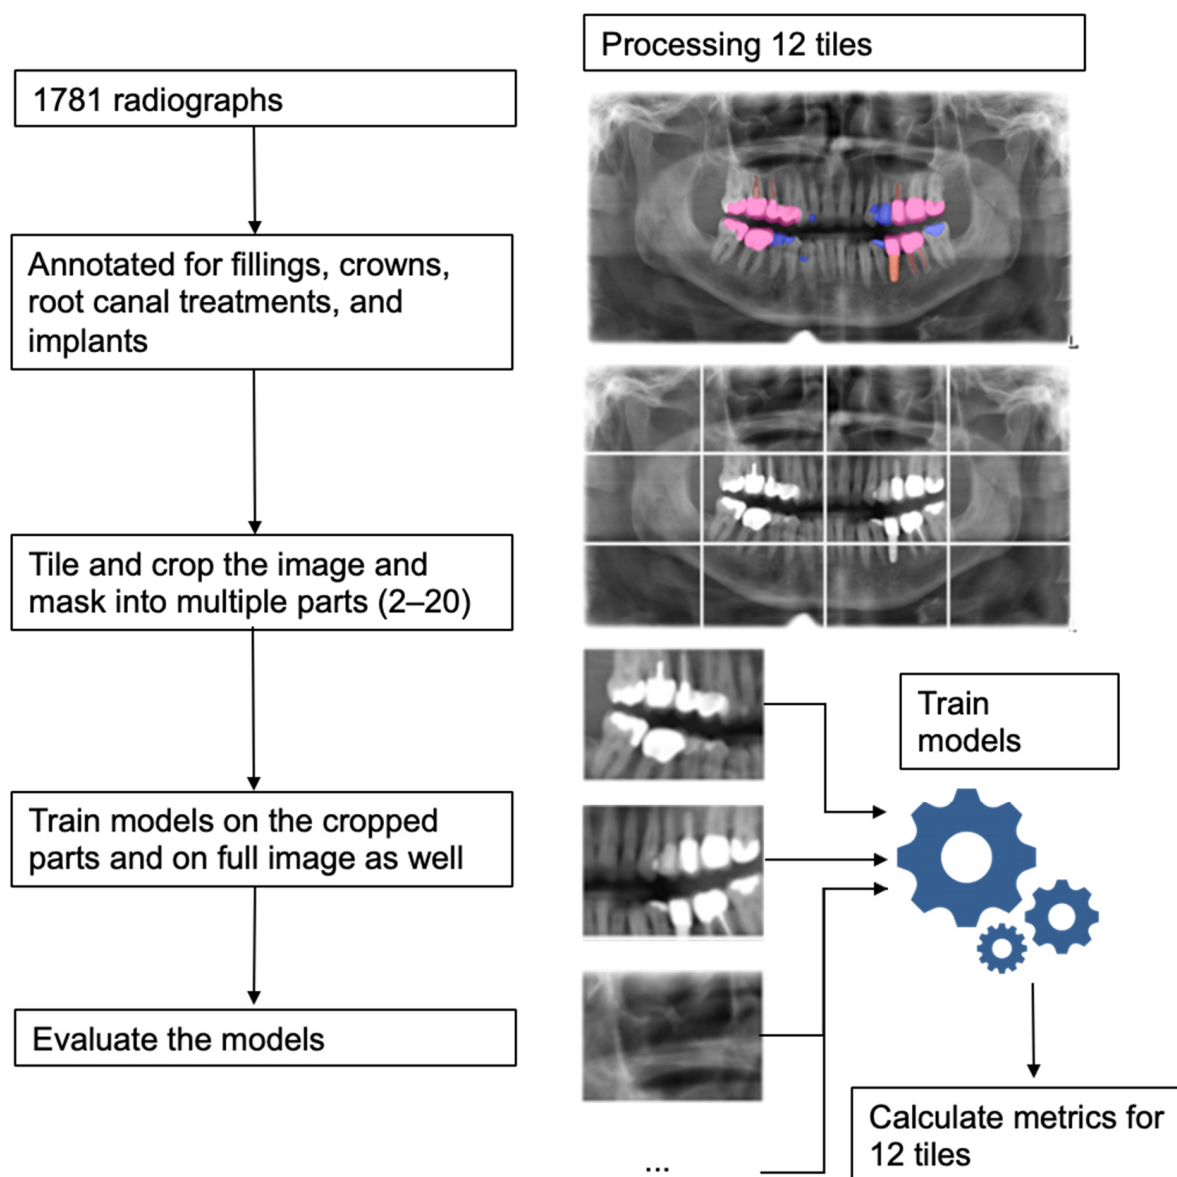 1781 radiographs
Annotated for fillings, crowns,
root canal treatments, and
implants
Tile and crop the image and
mask into multiple parts (2–20)
Train models on the cropped
parts and on full image as well
Evaluate the models
Processing 12 tiles
L
Train
models
...
Calculate metrics for
12 tiles